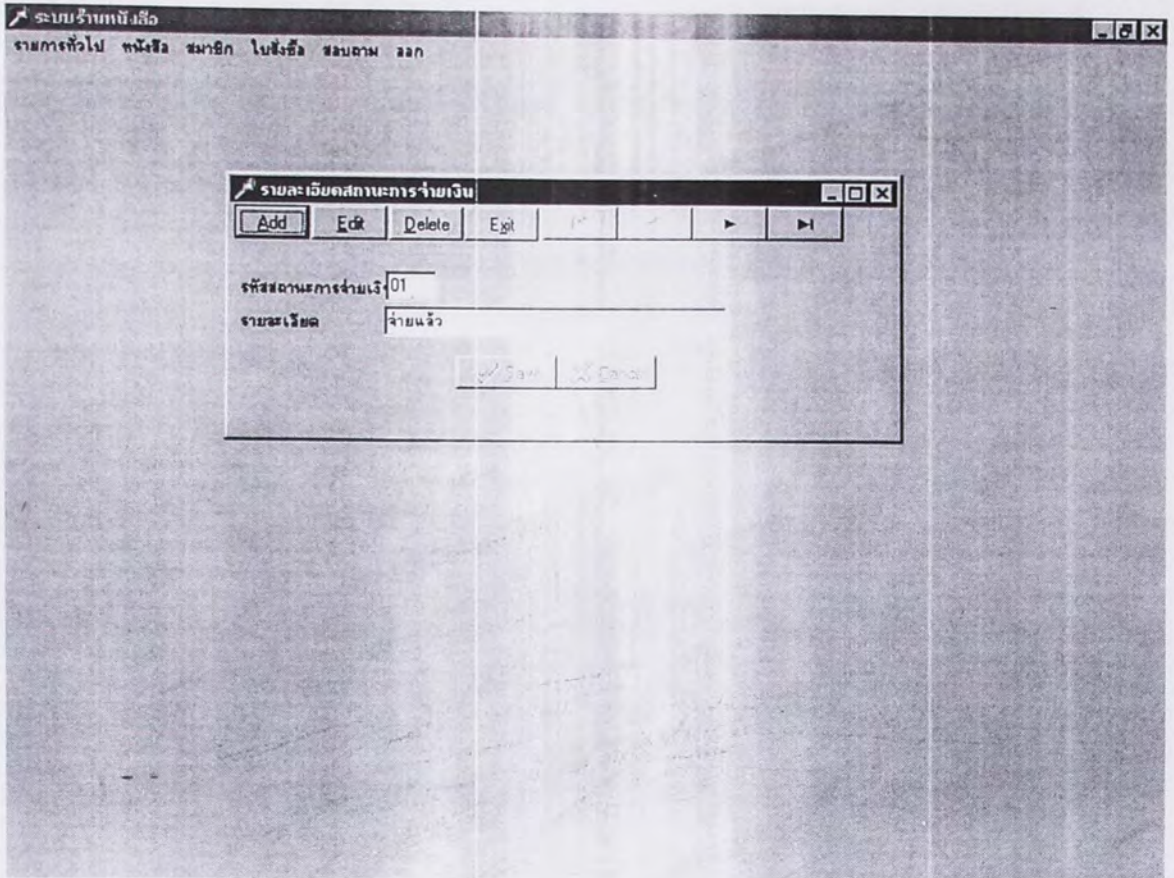 ระบบร้านหนังสือ
รายการทั่วไป หนังสือ สมาชิก ใบสั่งซื้อ สอบถาม ออก
รายละเอียดสถานะการจ่ายเงิน
Add Edit Delete Exit
รหัสสถานะการจ่ายเงิ 01
รายละเอียด จ่ายแล้ว
Save Cancel